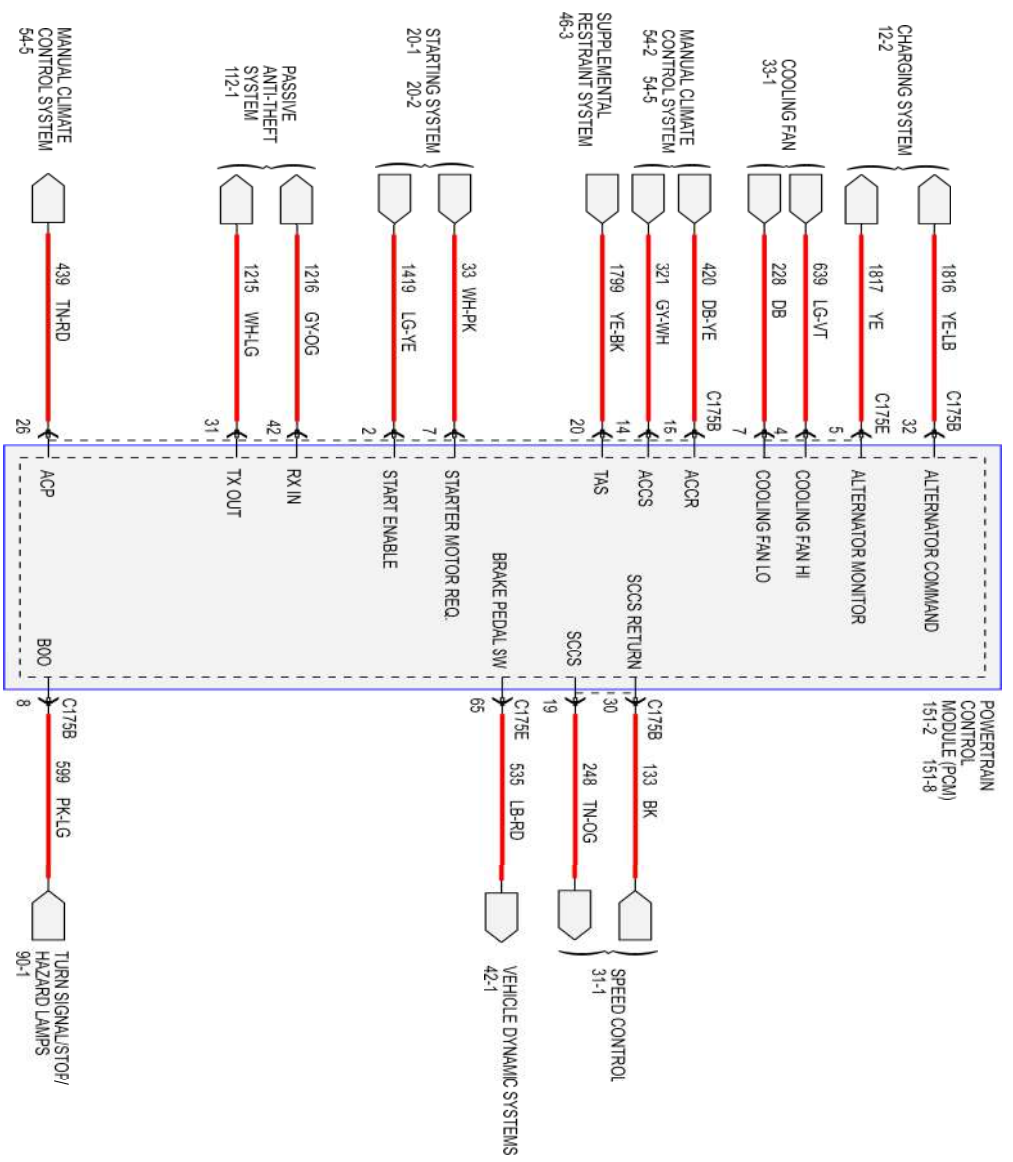 POWERTRAIN
CONTROL
MODULE (PCM)
151-2 151-8
CHARGING SYSTEM
12-2
1816 YE-LB
C175B
32
ALTERNATOR COMMAND
1817 YE
C175E
5
ALTERNATOR MONITOR
COOLING FAN
33-1
639 LG-VT
4
COOLING FAN HI
228 DB
7
COOLING FAN LO
MANUAL CLIMATE
CONTROL SYSTEM
54-2 54-5
420 DB-YE
C175B
15
ACCR
321 GY-WH
14
ACCS
SUPPLEMENTAL
RESTRAINT SYSTEM
46-3
1799 YE-BK
20
TAS
SCCS RETURN
C175B
30
133 BK
SCCS
19
248 TN-OG
SPEED CONTROL
31-1
BRAKE PEDAL SW
C175E
65
535 LB-RD
VEHICLE DYNAMIC SYSTEMS
42-1
STARTING SYSTEM
20-1 20-2
33 WH-PK
7
STARTER MOTOR REQ.
1419 LG-YE
2
START ENABLE
PASSIVE
ANTI-THEFT
SYSTEM
112-1
1216 GY-OG
42
RX IN
1215 WH-LG
31
TX OUT
MANUAL CLIMATE
CONTROL SYSTEM
54-5
439 TN-RD
26
ACP
BOO
C175B
8
599 PK-LG
TURN SIGNAL/STOP/
HAZARD LAMPS
90-1